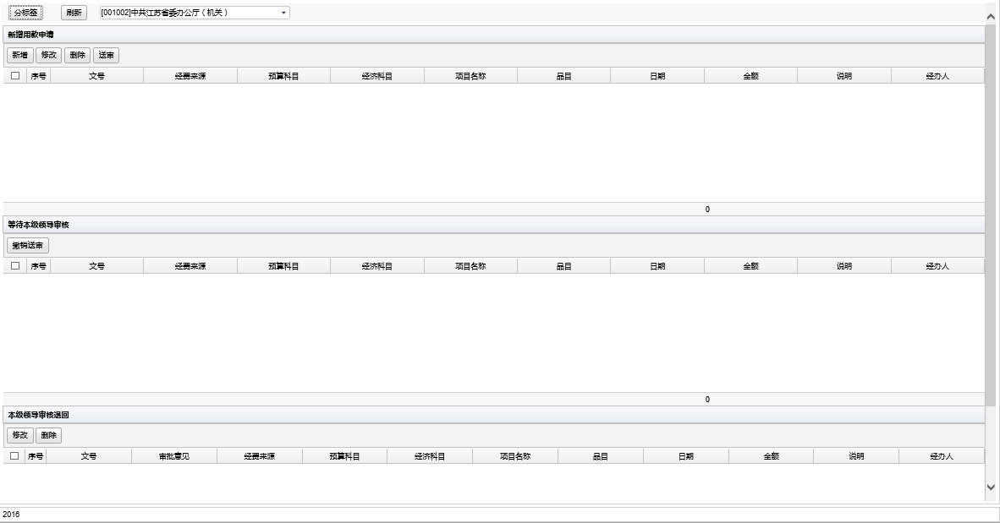 分标签 刷新 [001002]中共江苏省委办公厅（机关）
新增用款申请
新增 修改 删除 送审
序号 文号 经费来源 预算科目 经济科目 项目名称 品目 日期 金额 说明 经办人
0
等待本级领导审核
撤销送审
序号 文号 经费来源 预算科目 经济科目 项目名称 品目 日期 金额 说明 经办人
0
本级领导审核退回
修改 删除
序号 文号 审批意见 经费来源 预算科目 经济科目 项目名称 品目 日期 金额 说明 经办人
2016